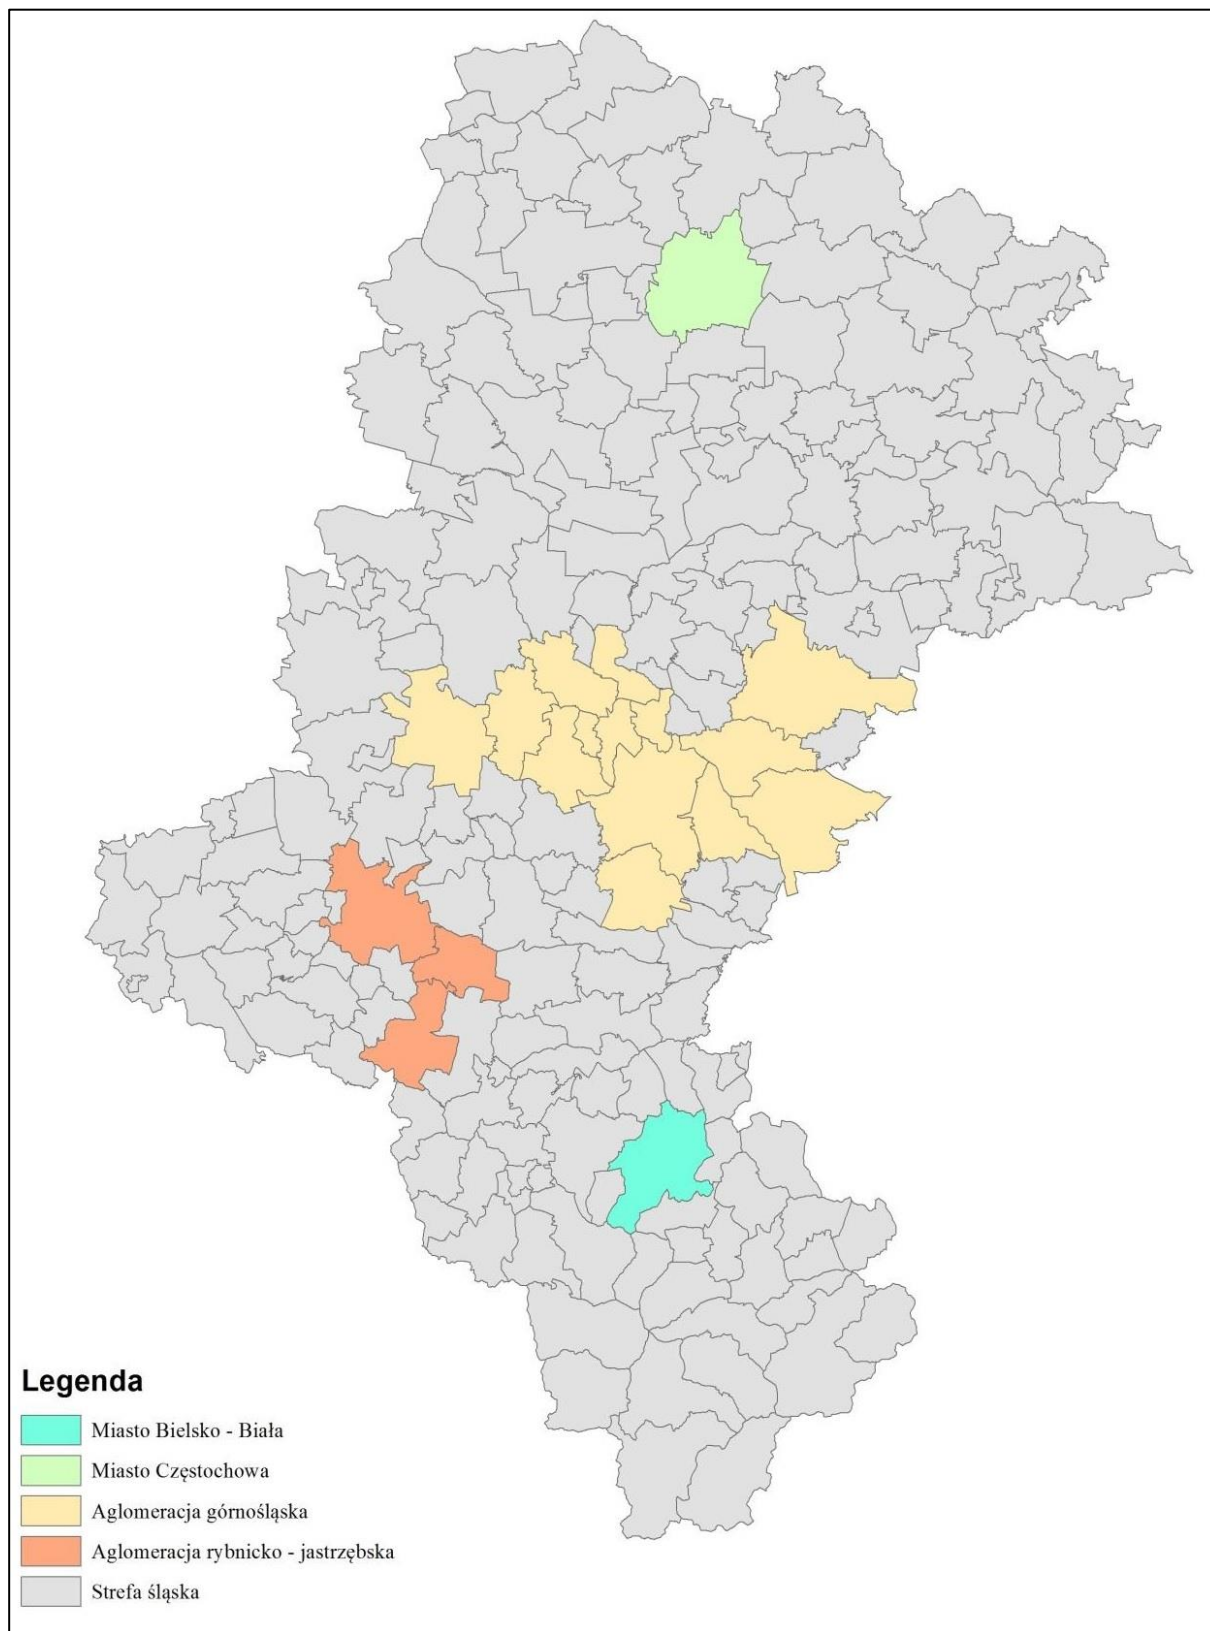 Legenda
Miasto Bielsko - Biała
Miasto Częstochowa
Aglomeracja górnośląska
Aglomeracja rybnicko - jastrzębska
Strefa śląska